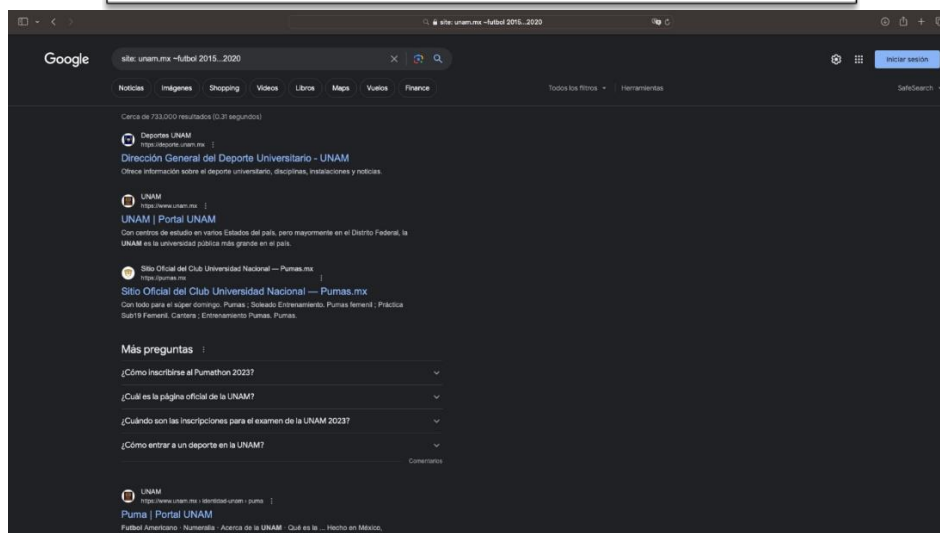 site: unam.mx ~futbol 2015...2020
Google
site: unam.mx ~futbol 2015...2020
Iniciar sesión
Noticias Imágenes Shopping Videos Libros Maps Vuelos Finance
Todos los filtros Herramientas
SafeSearch
Cerca de 733,000 resultados (0.31 segundos)
Deportes UNAM
https://deporte.unam.mx
Dirección General del Deporte Universitario - UNAM
Ofrece información sobre el deporte universitario, disciplinas, instalaciones y noticias.
UNAM
https://www.unam.mx
UNAM | Portal UNAM
Con centros de estudio en varios Estados del país, pero mayormente en el Distrito Federal, la
UNAM es la universidad pública más grande en el país.
Sitio Oficial del Club Universidad Nacional — Pumas.mx
https://pumas.mx
Sitio Oficial del Club Universidad Nacional — Pumas.mx
Con todo para el súper domingo. Pumas ; Soleado Entrenamiento. Pumas femenil ; Práctica
Sub19 Femenil. Cantera ; Entrenamiento Pumas. Pumas.
Más preguntas
¿Cómo inscribirse al Pumathon 2023?
¿Cuál es la página oficial de la UNAM?
¿Cuándo son las inscripciones para el examen de la UNAM 2023?
¿Cómo entrar a un deporte en la UNAM?
Comentarios
UNAM
https://www.unam.mx › identidad-unam › puma
Puma | Portal UNAM
Futbol Americano · Numeralia · Acerca de la UNAM · Qué es la ... Hecho en México,